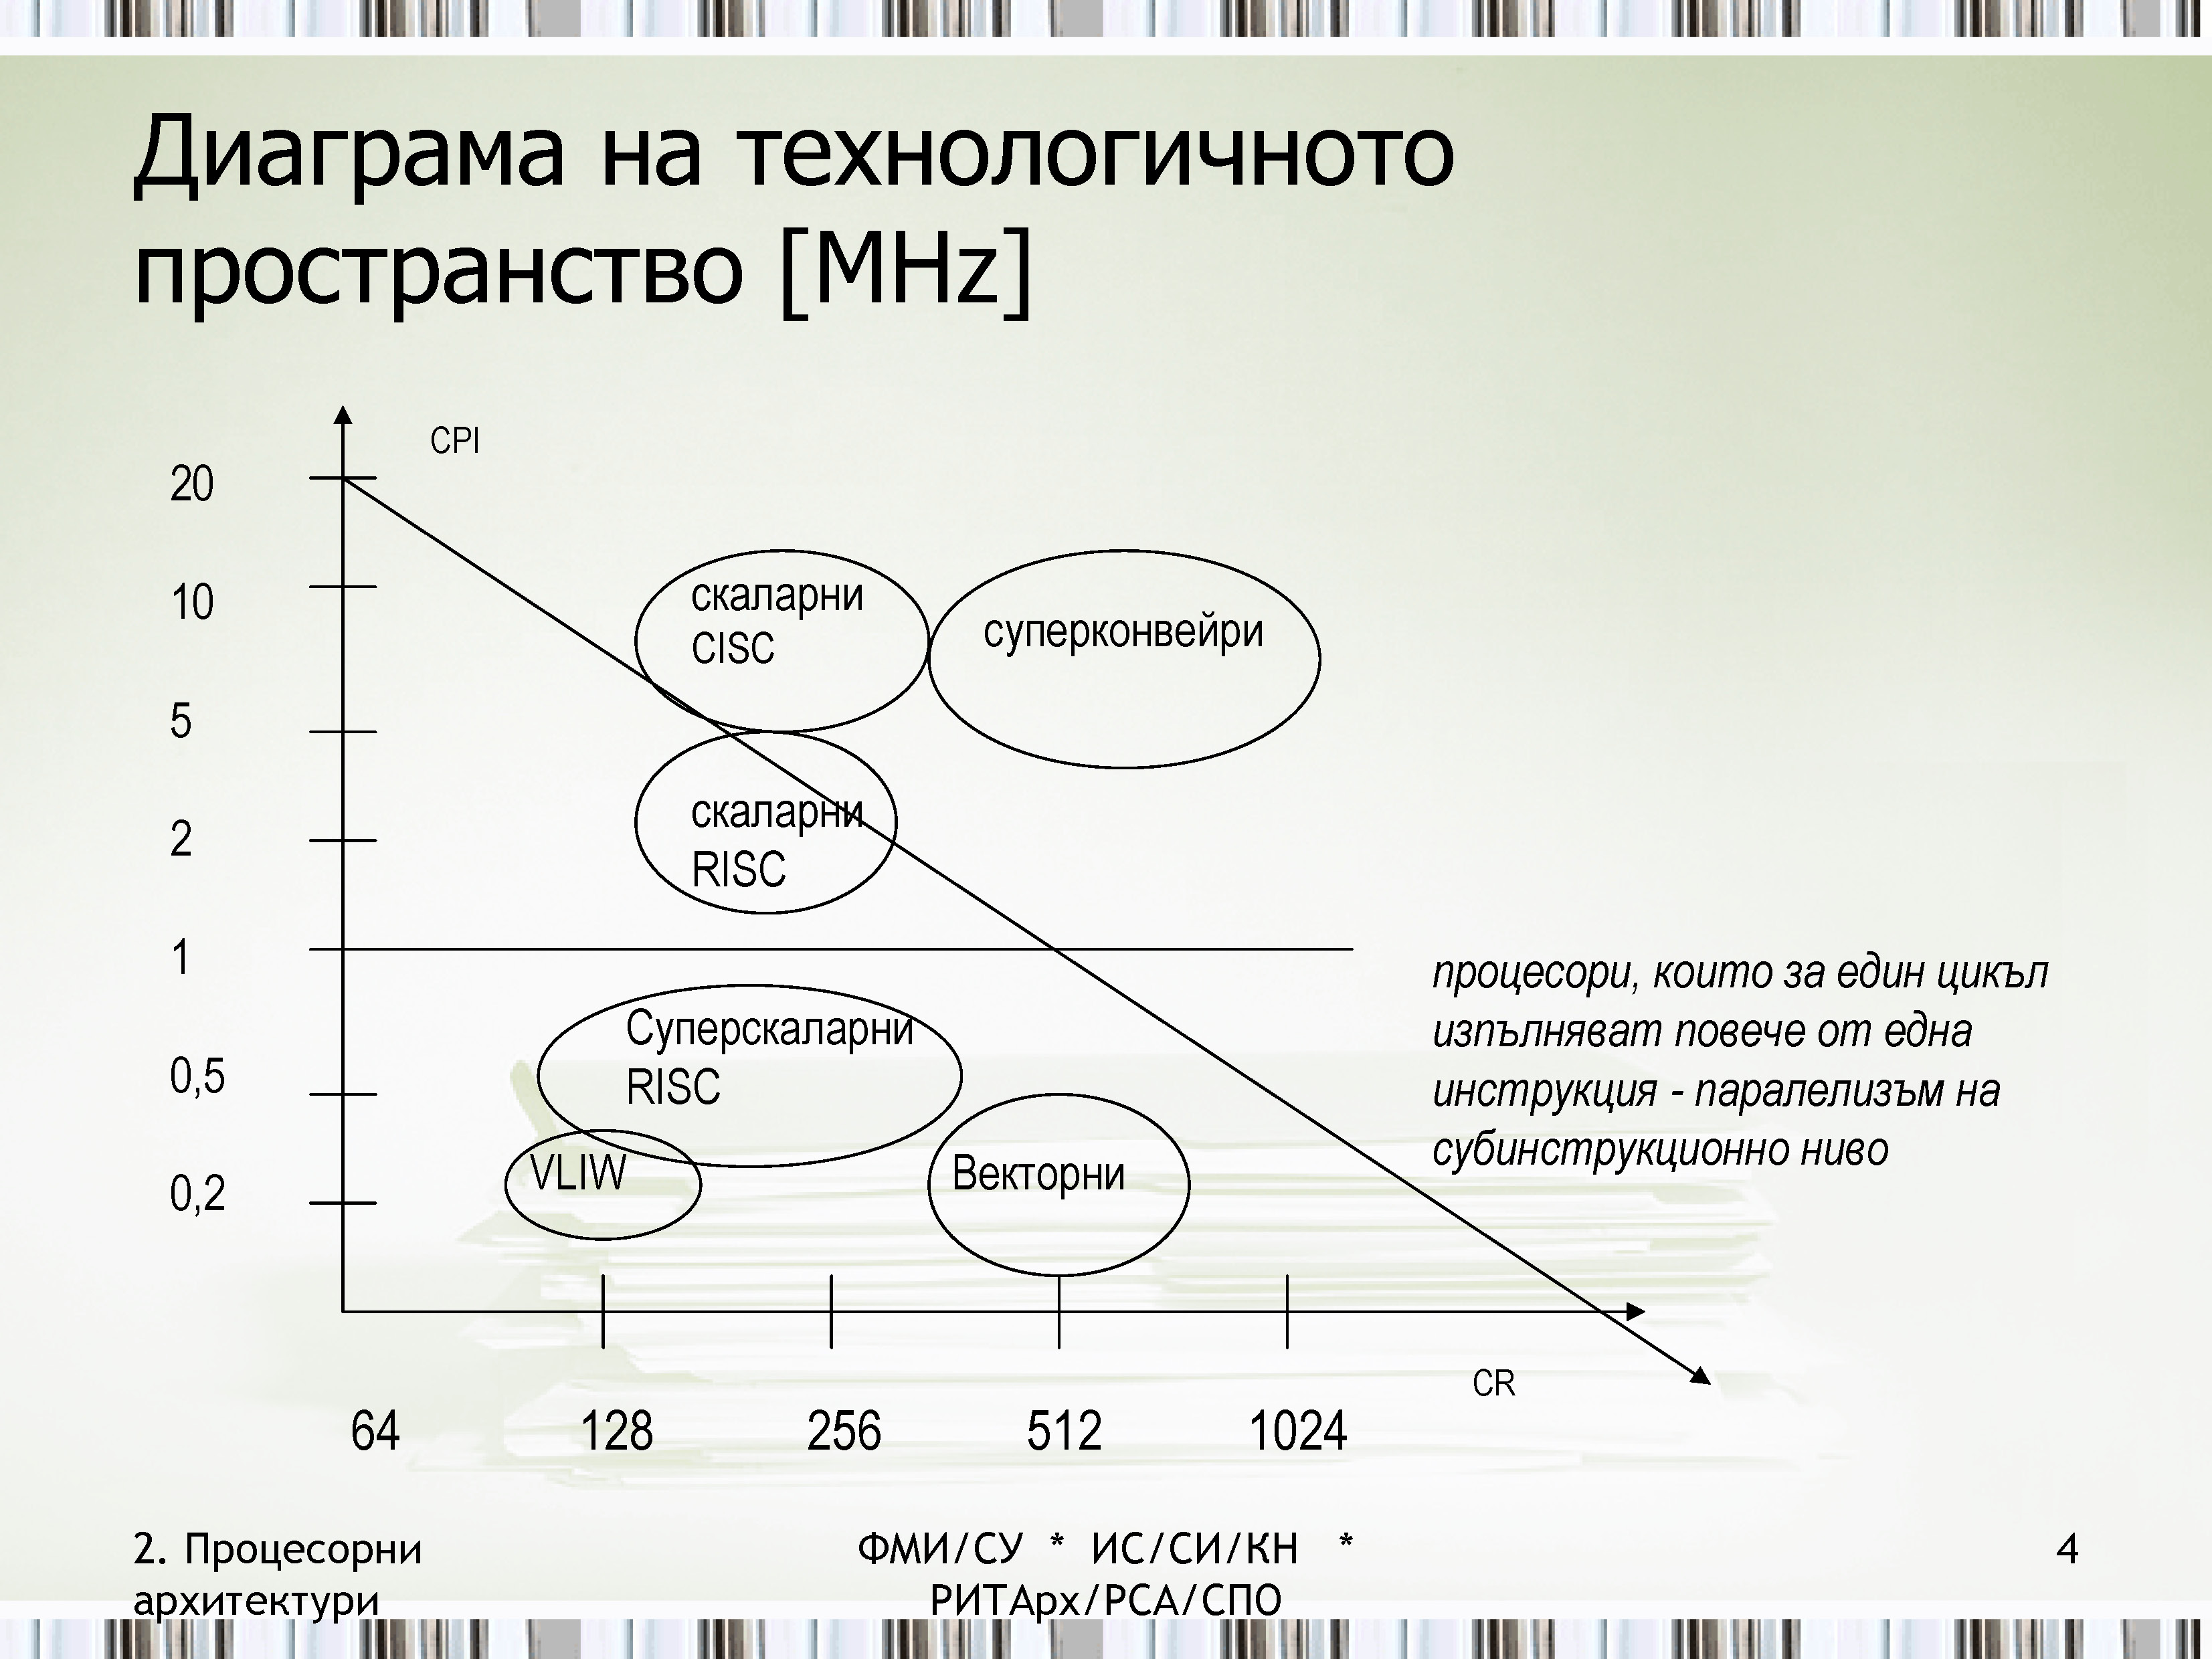 Диаграма на технологичното
пространство [MHz]
CPI
20
10
5
2
1
0,5
0,2
скаларни
CISC
суперконвейри
скаларни
RISC
Суперскаларни
RISC
VLIW
Векторни
процесори, които за един цикъл
изпълняват повече от една
инструкция - паралелизъм на
субинструкционно ниво
CR
64 128 256 512 1024
2. Процесорни
архитектури
ФМИ/СУ * ИС/СИ/КН *
РИТАрх/РСА/СПО
4